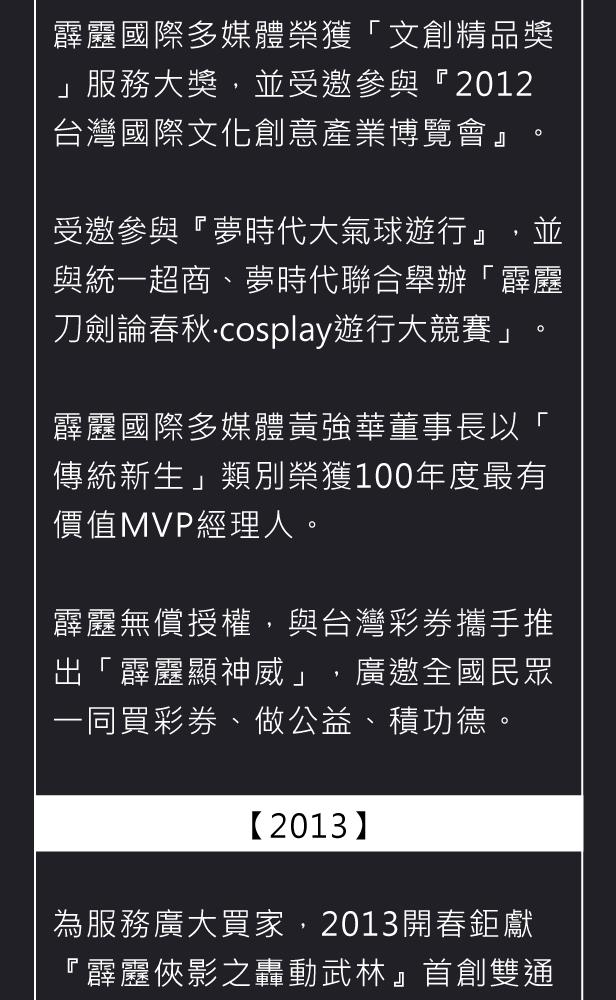 霹靂國際多媒體榮獲「文創精品獎
」服務大獎，並受邀參與『2012
台灣國際文化創意產業博覽會』。
受邀參與『夢時代大氣球遊行』，並
與統一超商、夢時代聯合舉辦「霹靂
刀劍論春秋‧cosplay遊行大競賽」。
霹靂國際多媒體黃強華董事長以「
傳統新生」類別榮獲100年度最有
價值MVP經理人。
霹靂無償授權，與台灣彩券攜手推
出「霹靂顯神威」，廣邀全國民眾
一同買彩券、做公益、積功德。
【2013】
為服務廣大買家，2013開春鉅獻
『霹靂俠影之轟動武林』首創雙通